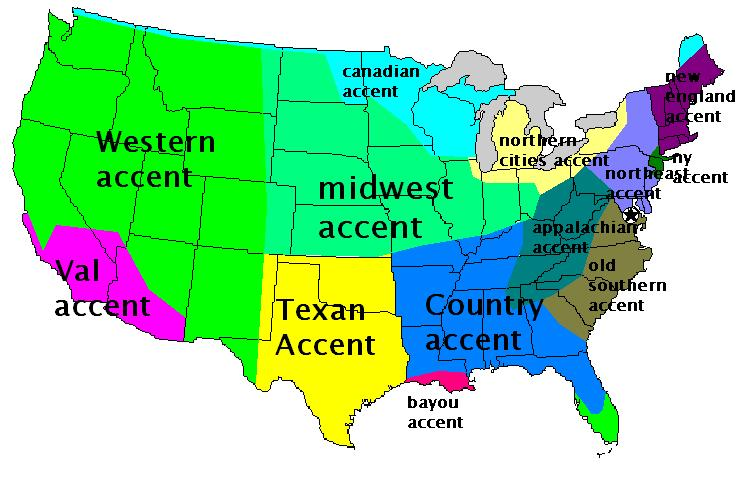 canadian
accent
new
england
accent
Western
accent
northern
cities accent
ny
accent
northeast
accent
midwest
accent
appalachian
accent
Val
accent
old
southern
accent
Texan
Accent
Country
accent
bayou
accent